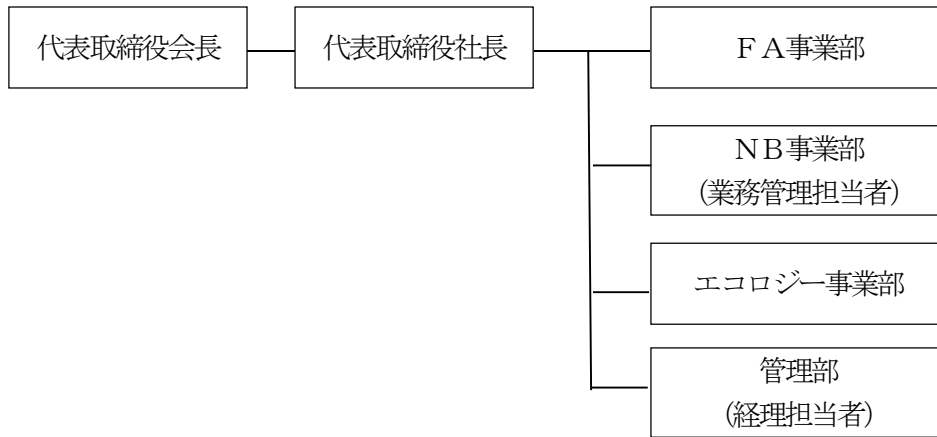 代表取締役会長
代表取締役社長
ＦＡ事業部
ＮＢ事業部
(業務管理担当者)
エコロジー事業部
管理部
(経理担当者)